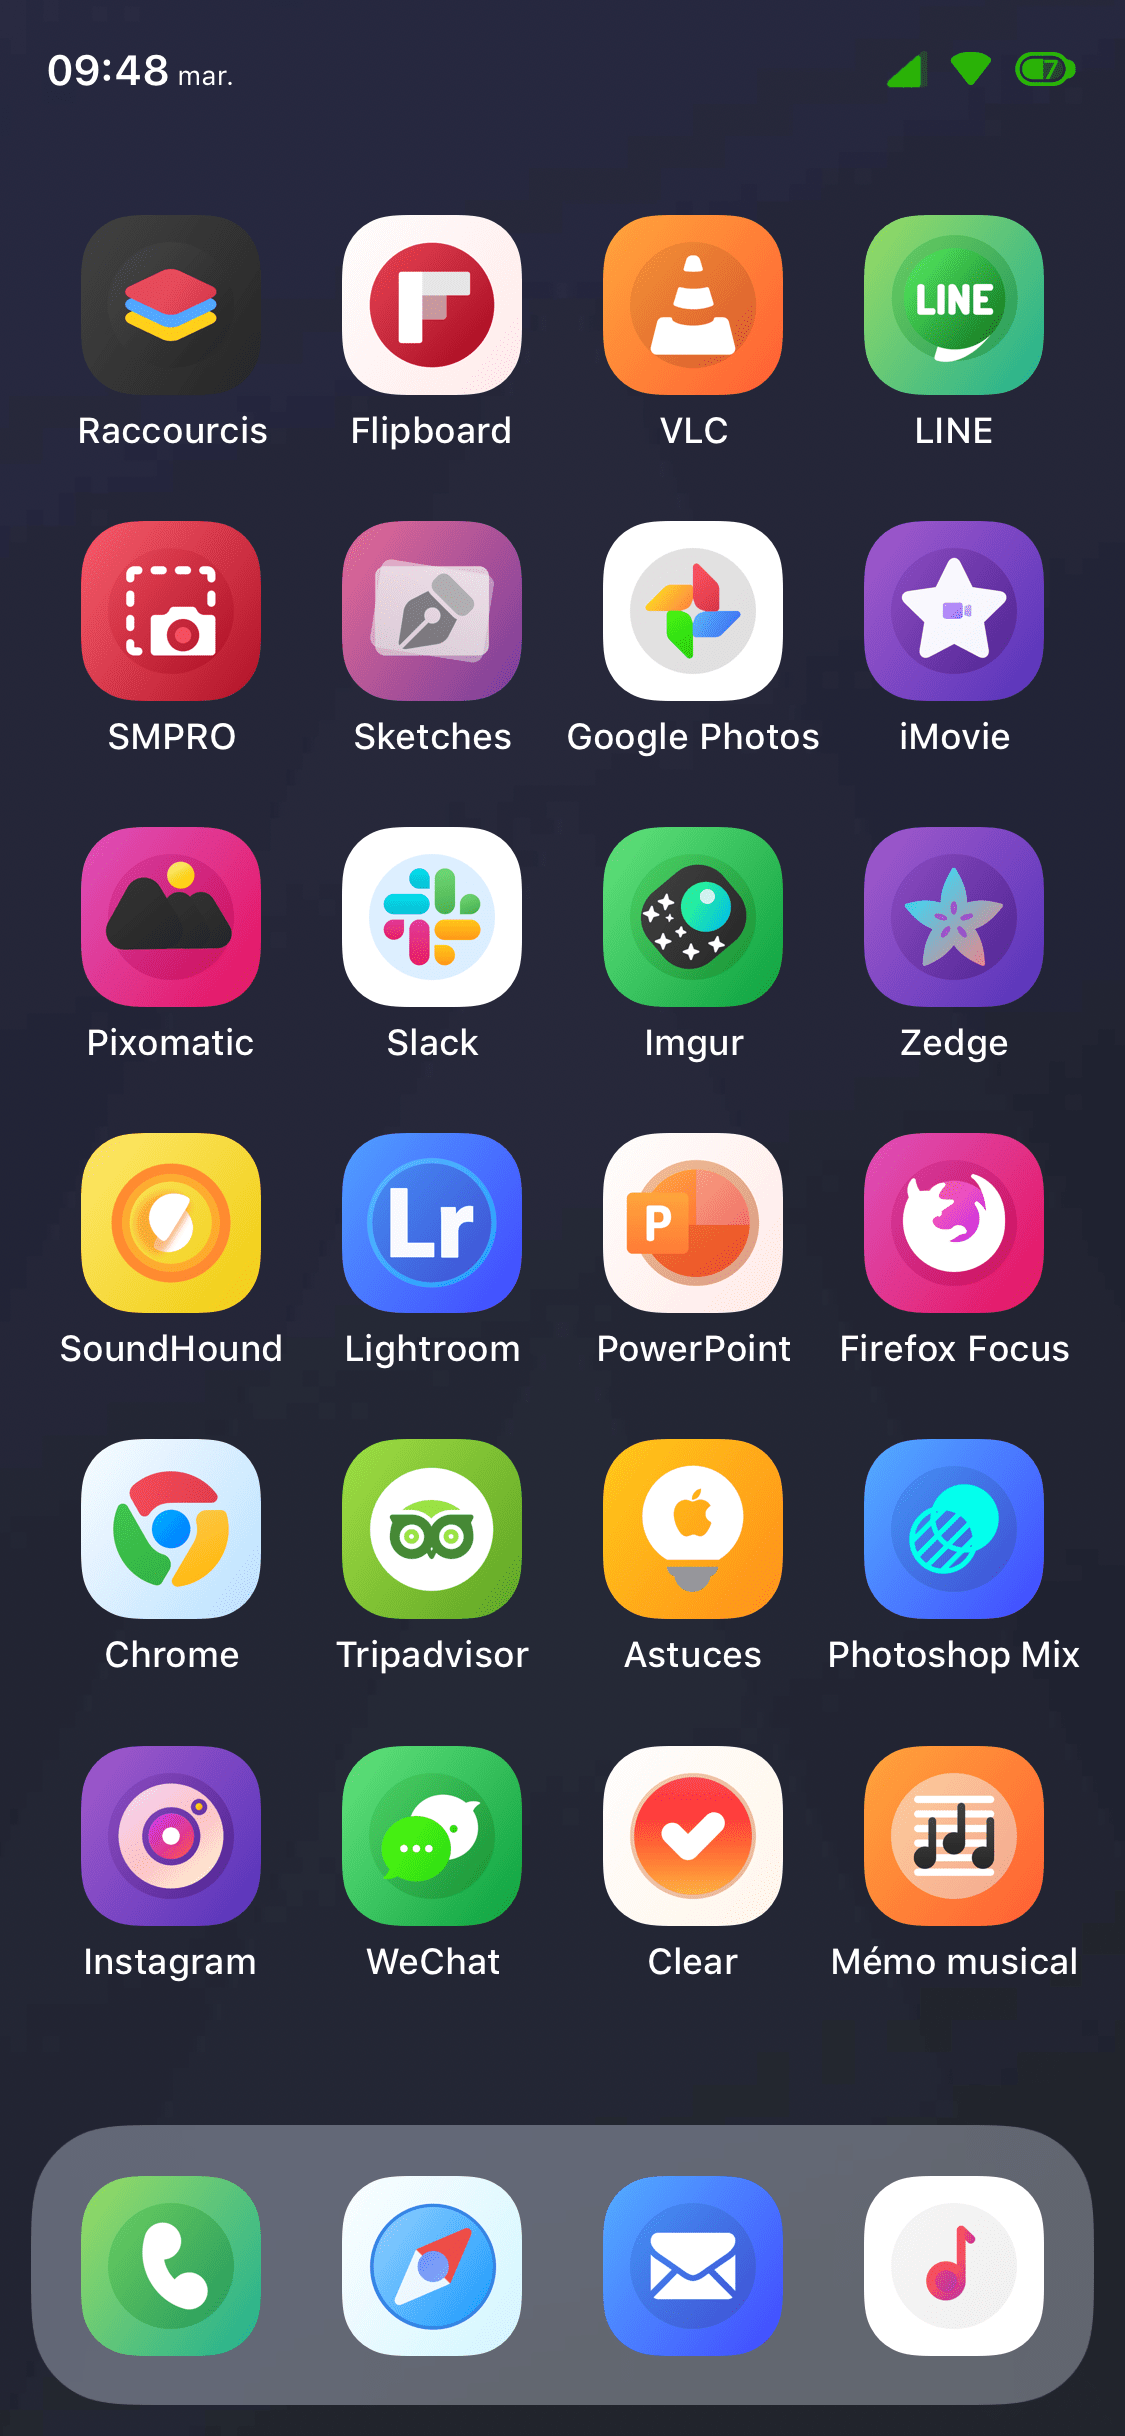 09:48 mar. 7
LINE
Raccourcis Flipboard VLC LINE
SMPRO Sketches Google Photos iMovie
Pixomatic Slack Imgur Zedge
Lr P
SoundHound Lightroom PowerPoint Firefox Focus
Chrome Tripadvisor Astuces Photoshop Mix
Instagram WeChat Clear Mémo musical